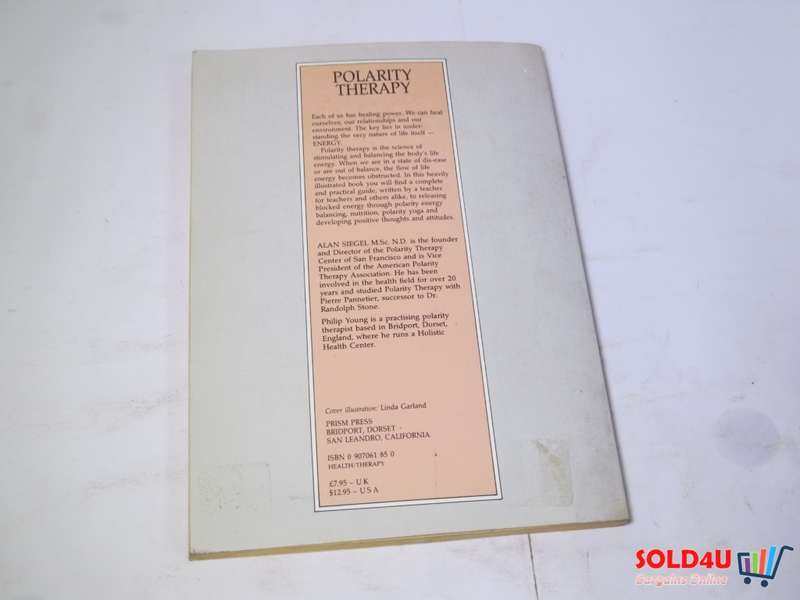 POLARITY
THERAPY
Each of us has healing power. We can heal
ourselves, our relationships and our
environment. The key lies in under-
standing the very nature of life itself —
ENERGY.
Polarity therapy is the science of
stimulating and balancing the body's life
energy. When we are in a state of dis-ease
or are out of balance, the flow of life
energy becomes obstructed. In this heavily
illustrated book you will find a complete
and practical guide, written by a teacher
for teachers and others alike, to releasing
blocked energy through polarity energy
balancing, nutrition, polarity yoga and
developing positive thoughts and attitudes.
ALAN SIEGEL M.Sc. N.D. is the founder
and Director of the Polarity Therapy
Center of San Francisco and is Vice
President of the American Polarity
Therapy Association. He has been
involved in the health field for over 20
years and studied Polarity Therapy with
Pierre Pannetier, successor to Dr.
Randolph Stone.
Philip Young is a practising polarity
therapist based in Bridport, Dorset,
England, where he runs a Holistic
Health Center.
Cover illustration: Linda Garland
PRISM PRESS
BRIDPORT, DORSET
SAN LEANDRO, CALIFORNIA
ISBN 0 907061 85 0
HEALTH/THERAPY
£7.95 – UK
$12.95 – USA
SOLD4U
Bargains Online